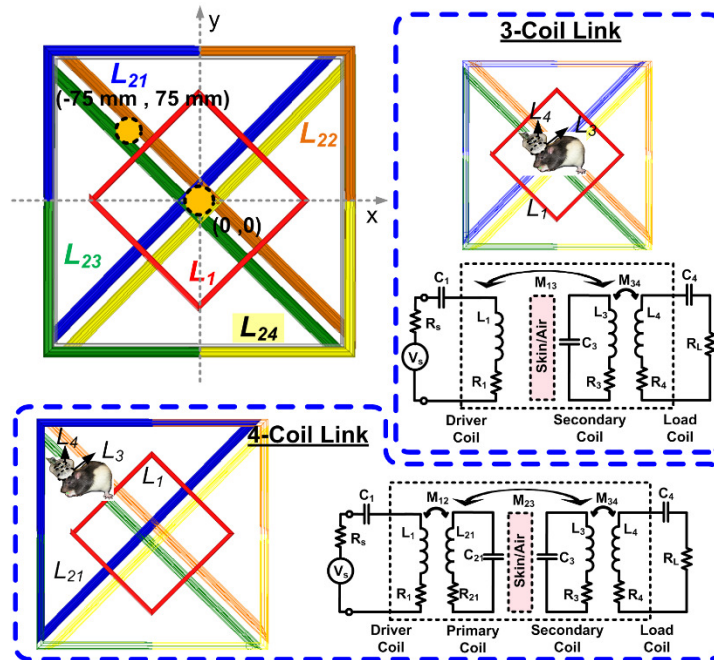 y
L21
(-75 mm , 75 mm)
L22
x
(0 ,0)
L23
L1
L24
3-Coil Link
L4
L3
L1
M13
M34
C1
C4
Rs
L1
Skin/Air
C3
L3
L4
RL
Vs
R1
R3
R4
Driver
Coil
Secondary
Coil
Load
Coil
4-Coil Link
L4
L3
L1
L21
M12
M23
M34
C1
C4
Rs
L1
L21
C21
Skin/Air
C3
L3
L4
RL
Vs
R1
R21
R3
R4
Driver
Coil
Primary
Coil
Secondary
Coil
Load
Coil